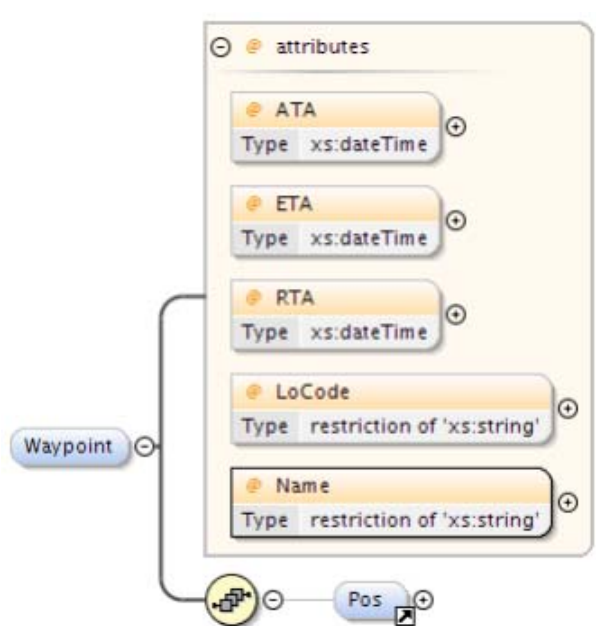 @ attributes
@ ATA
Type xs:dateTime
@ ETA
Type xs:dateTime
@ RTA
Type xs:dateTime
@ LoCode
Type restriction of 'xs:string'
Waypoint
@ Name
Type restriction of 'xs:string'
Pos